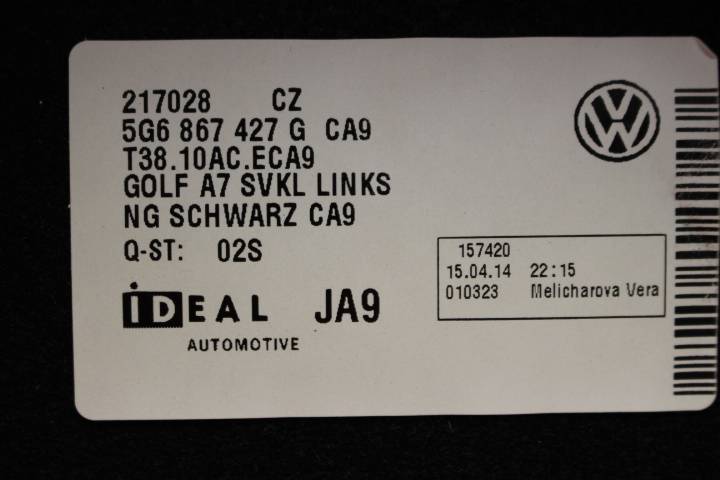 217028 CZ
5G6 867 427 G CA9
T38.10AC.ECA9
GOLF A7 SVKL LINKS
NG SCHWARZ CA9
Q-ST: 02S
iDEAL JA9
AUTOMOTIVE
VW
157420
15.04.14 22:15
010323 Melicharova Vera